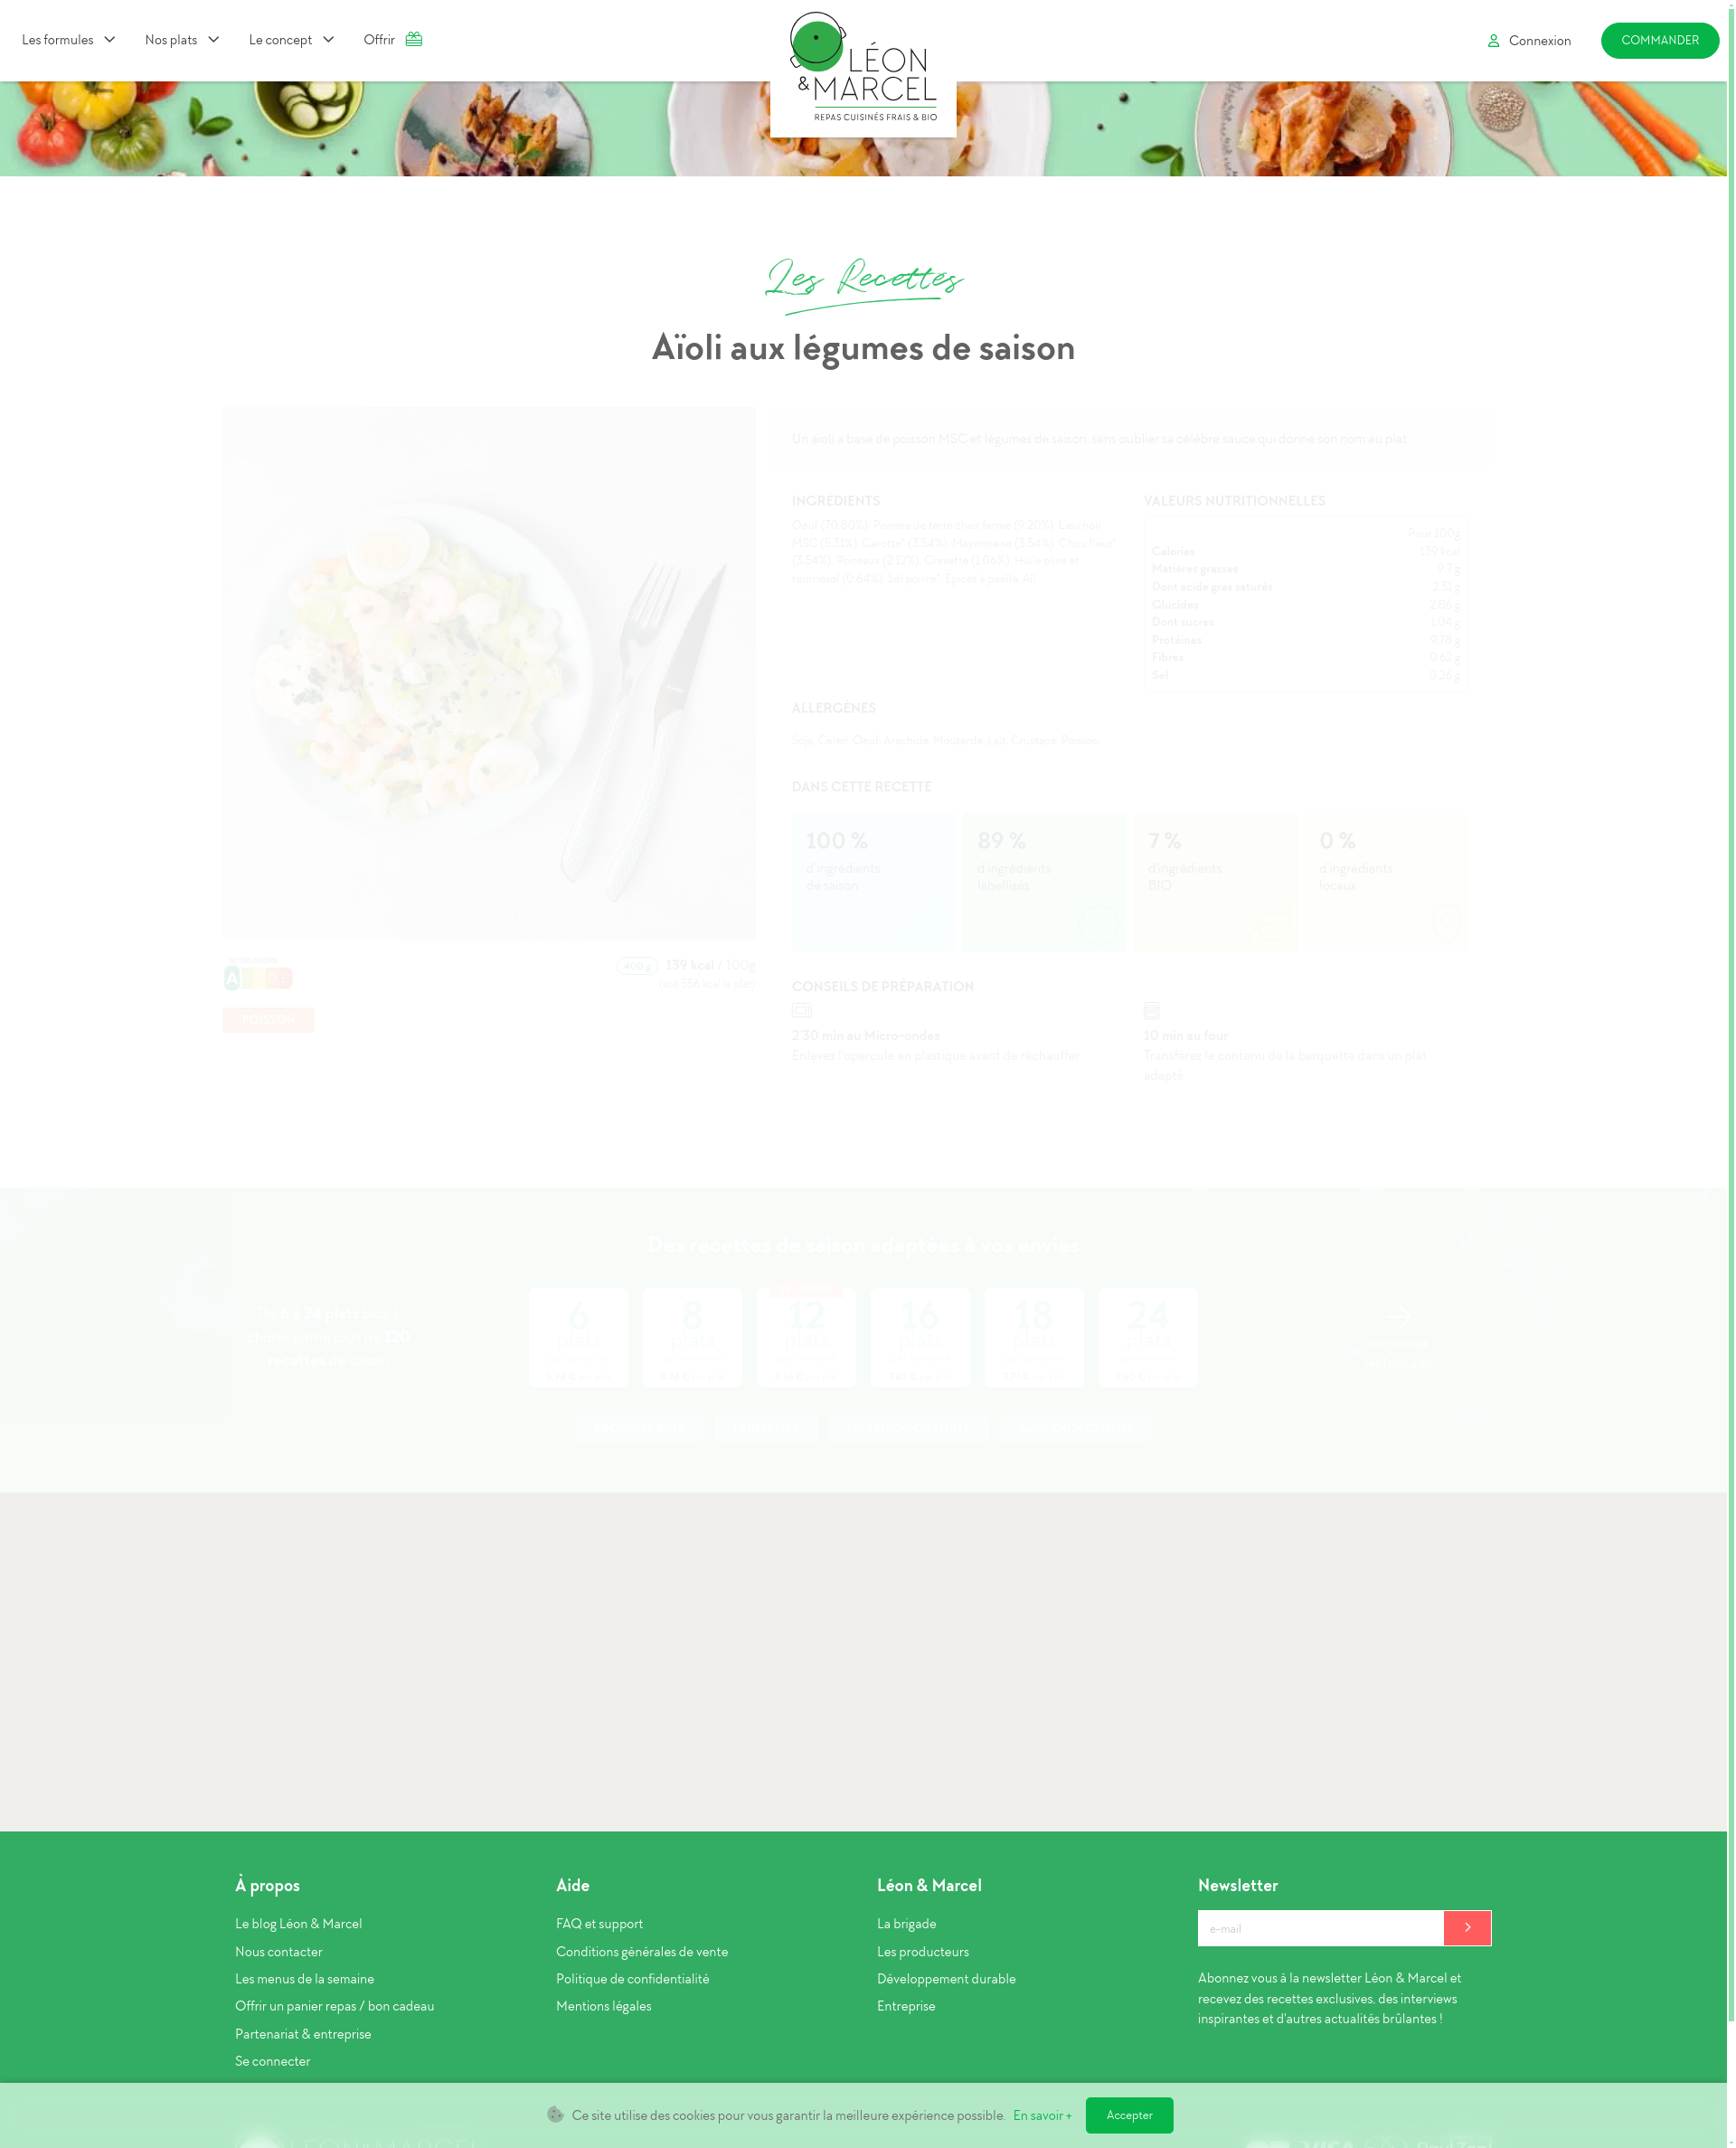 Les formules
Nos plats
Le concept
Offrir
LÉON
&MARCEL
REPAS CUISINÉS FRAIS & BIO
Connexion
COMMANDER
Les Recettes
Aïoli aux légumes de saison
Un aïoli à base de poisson MSC et légumes de saison, sans oublier sa célèbre sauce qui donne son nom au plat
INGRÉDIENTS
Oeuf (70.80%), Pomme de terre chair ferme (9.20%), Lieu noir
MSC (5.31%), Carotte* (3.54%), Mayonnaise (3.54%), Chou fleur*
(3.54%), Poireaux (2.12%), Crevette (1.06%), Huile olive et
tournesol (0.64%), Sel poivre*, Epices a paëlla, Ail
VALEURS NUTRITIONNELLES
Pour 100g
Calories 139 kcal
Matières grasses 9.7 g
Dont acide gras saturés 2.31 g
Glucides 2.86 g
Dont sucres 1.04 g
Protéines 9.78 g
Fibres 0.62 g
Sel 0.26 g
ALLERGÈNES
Soja, Céleri, Oeuf, Arachide, Moutarde, Lait, Crustacé, Poisson
DANS CETTE RECETTE
100 %
d'ingrédients
de saison
89 %
d'ingrédients
labellisés
7 %
d'ingrédients
BIO
0 %
d'ingrédients
locaux
NUTRI-SCORE
A
400 g 139 kcal / 100g
(soit 556 kcal le plat)
POISSON
CONSEILS DE PRÉPARATION
2'30 min au Micro-ondes
Enlevez l'opercule en plastique avant de réchauffer
10 min au four
Transférez le contenu de la barquette dans un plat
adapté.
Des recettes de saison adaptées à vos envies
De 6 à 24 plats
choisir parmi plus de 120
recettes de saison
6
plats
8
plats
12
plats
16
plats
18
plats
24
plats
À propos
Le blog Léon & Marcel
Nous contacter
Les menus de la semaine
Offrir un panier repas / bon cadeau
Partenariat & entreprise
Se connecter
Aide
FAQ et support
Conditions générales de vente
Politique de confidentialité
Mentions légales
Léon & Marcel
La brigade
Les producteurs
Développement durable
Entreprise
Newsletter
e-mail
Abonnez vous à la newsletter Léon & Marcel et
recevez des recettes exclusives, des interviews
inspirantes et d'autres actualités brûlantes !
Ce site utilise des cookies pour vous garantir la meilleure expérience possible. En savoir +
Accepter